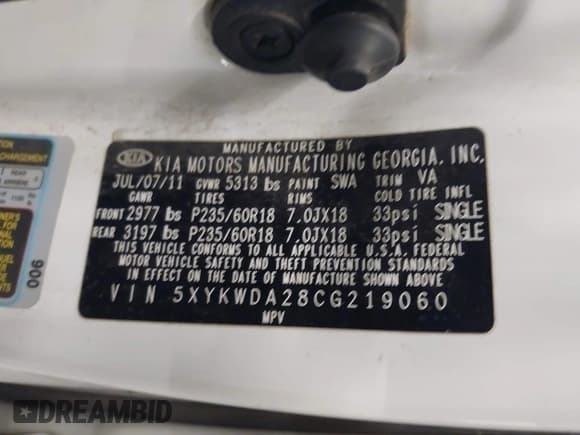 MANUFACTURED BY
KIA KIA MOTORS MANUFACTURING GEORGIA, INC.
JUL/07/11 GVWR 5313 lbs PAINT SWA TRIM VA
GAWR TIRES RIMS COLD TIRE INFL
FRONT 2977 lbs P235/60R18 7.0JX18 33psi SINGLE
REAR 3197 lbs P235/60R18 7.0JX18 33psi SINGLE
THIS VEHICLE CONFORMS TO ALL APPLICABLE U.S.A. FEDERAL
MOTOR VEHICLE SAFETY AND THEFT PREVENTION STANDARDS
IN EFFECT ON THE DATE OF MANUFACTURE SHOWN ABOVE
VIN 5XYKWDA28CG219060
MPV
REAR
006
DREAMBID